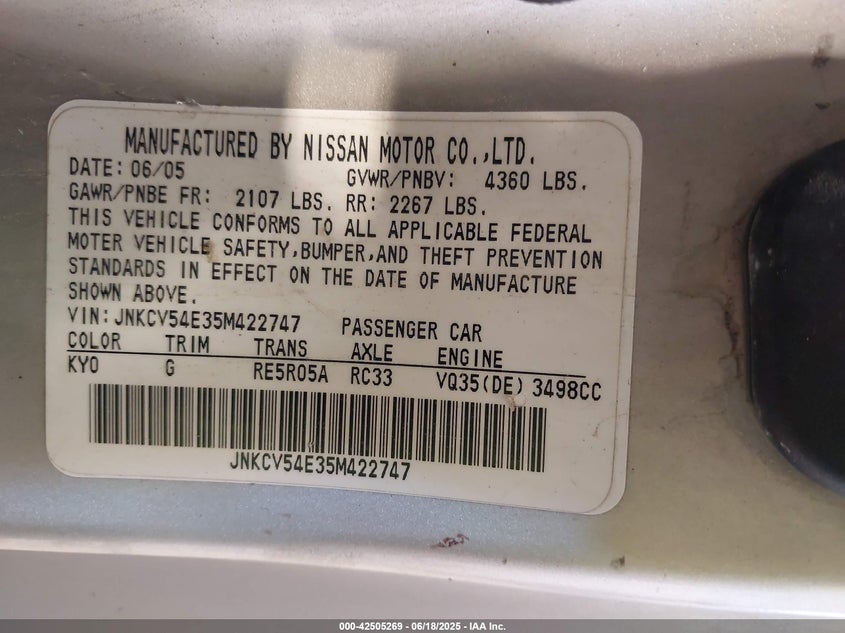 MANUFACTURED BY NISSAN MOTOR CO.,LTD.
DATE: 06/05 GVWR/PNBV: 4360 LBS.
GAWR/PNBE FR: 2107 LBS. RR: 2267 LBS.
THIS VEHICLE CONFORMS TO ALL APPLICABLE FEDERAL
MOTER VEHICLE SAFETY,BUMPER,AND THEFT PREVENTION
STANDARDS IN EFFECT ON THE DATE OF MANUFACTURE
SHOWN ABOVE.
VIN:JNKCV54E35M422747 PASSENGER CAR
COLOR TRIM TRANS AXLE ENGINE
KY0 G RE5R05A RC33 VQ35(DE) 3498CC
JNKCV54E35M422747
000-42505269 - 06/18/2025 - IAA Inc.